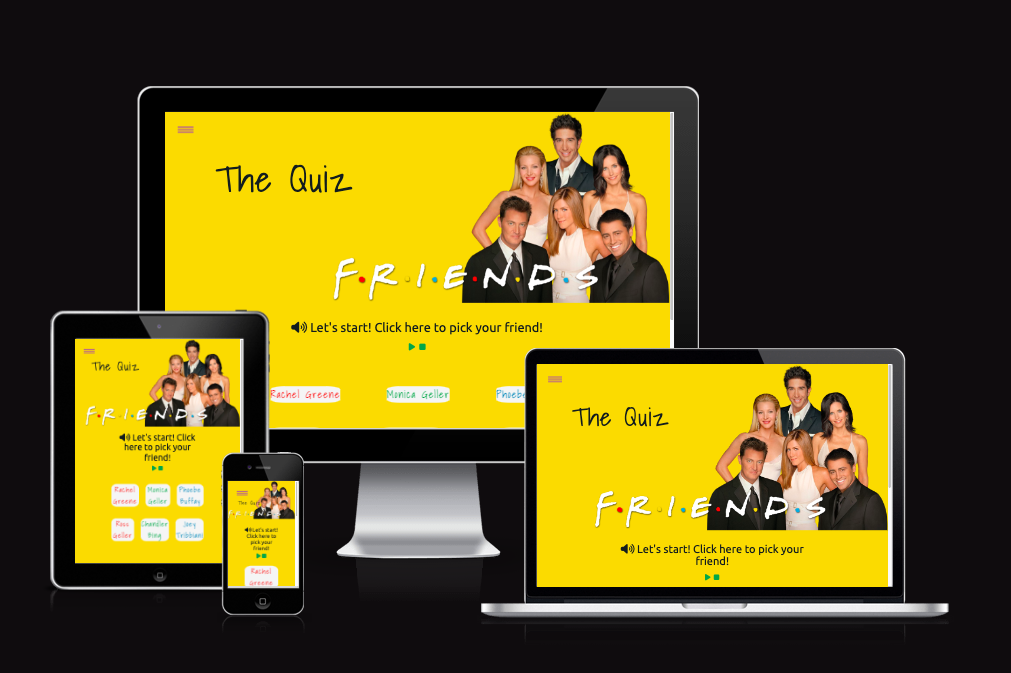 The Quiz
F·R·I·E·N·D·S
Let's start! Click here to pick your friend!
Rachel Greene
Monica Geller
Phoebe
The Quiz
F·R·I·E·N·D·S
Let's start! Click
here to pick your
friend!
Rachel
Greene
Monica
Geller
Phoebe
Buffay
Ross
Geller
Chandler
Bing
Joey
Tribbiani
The Quiz
F·R·I·E·N·D·S
Let's start!
Click here to
pick your
friend!
Rachel
Greene
The Quiz
F·R·I·E·N·D·S
Let's start! Click here to pick your
friend!